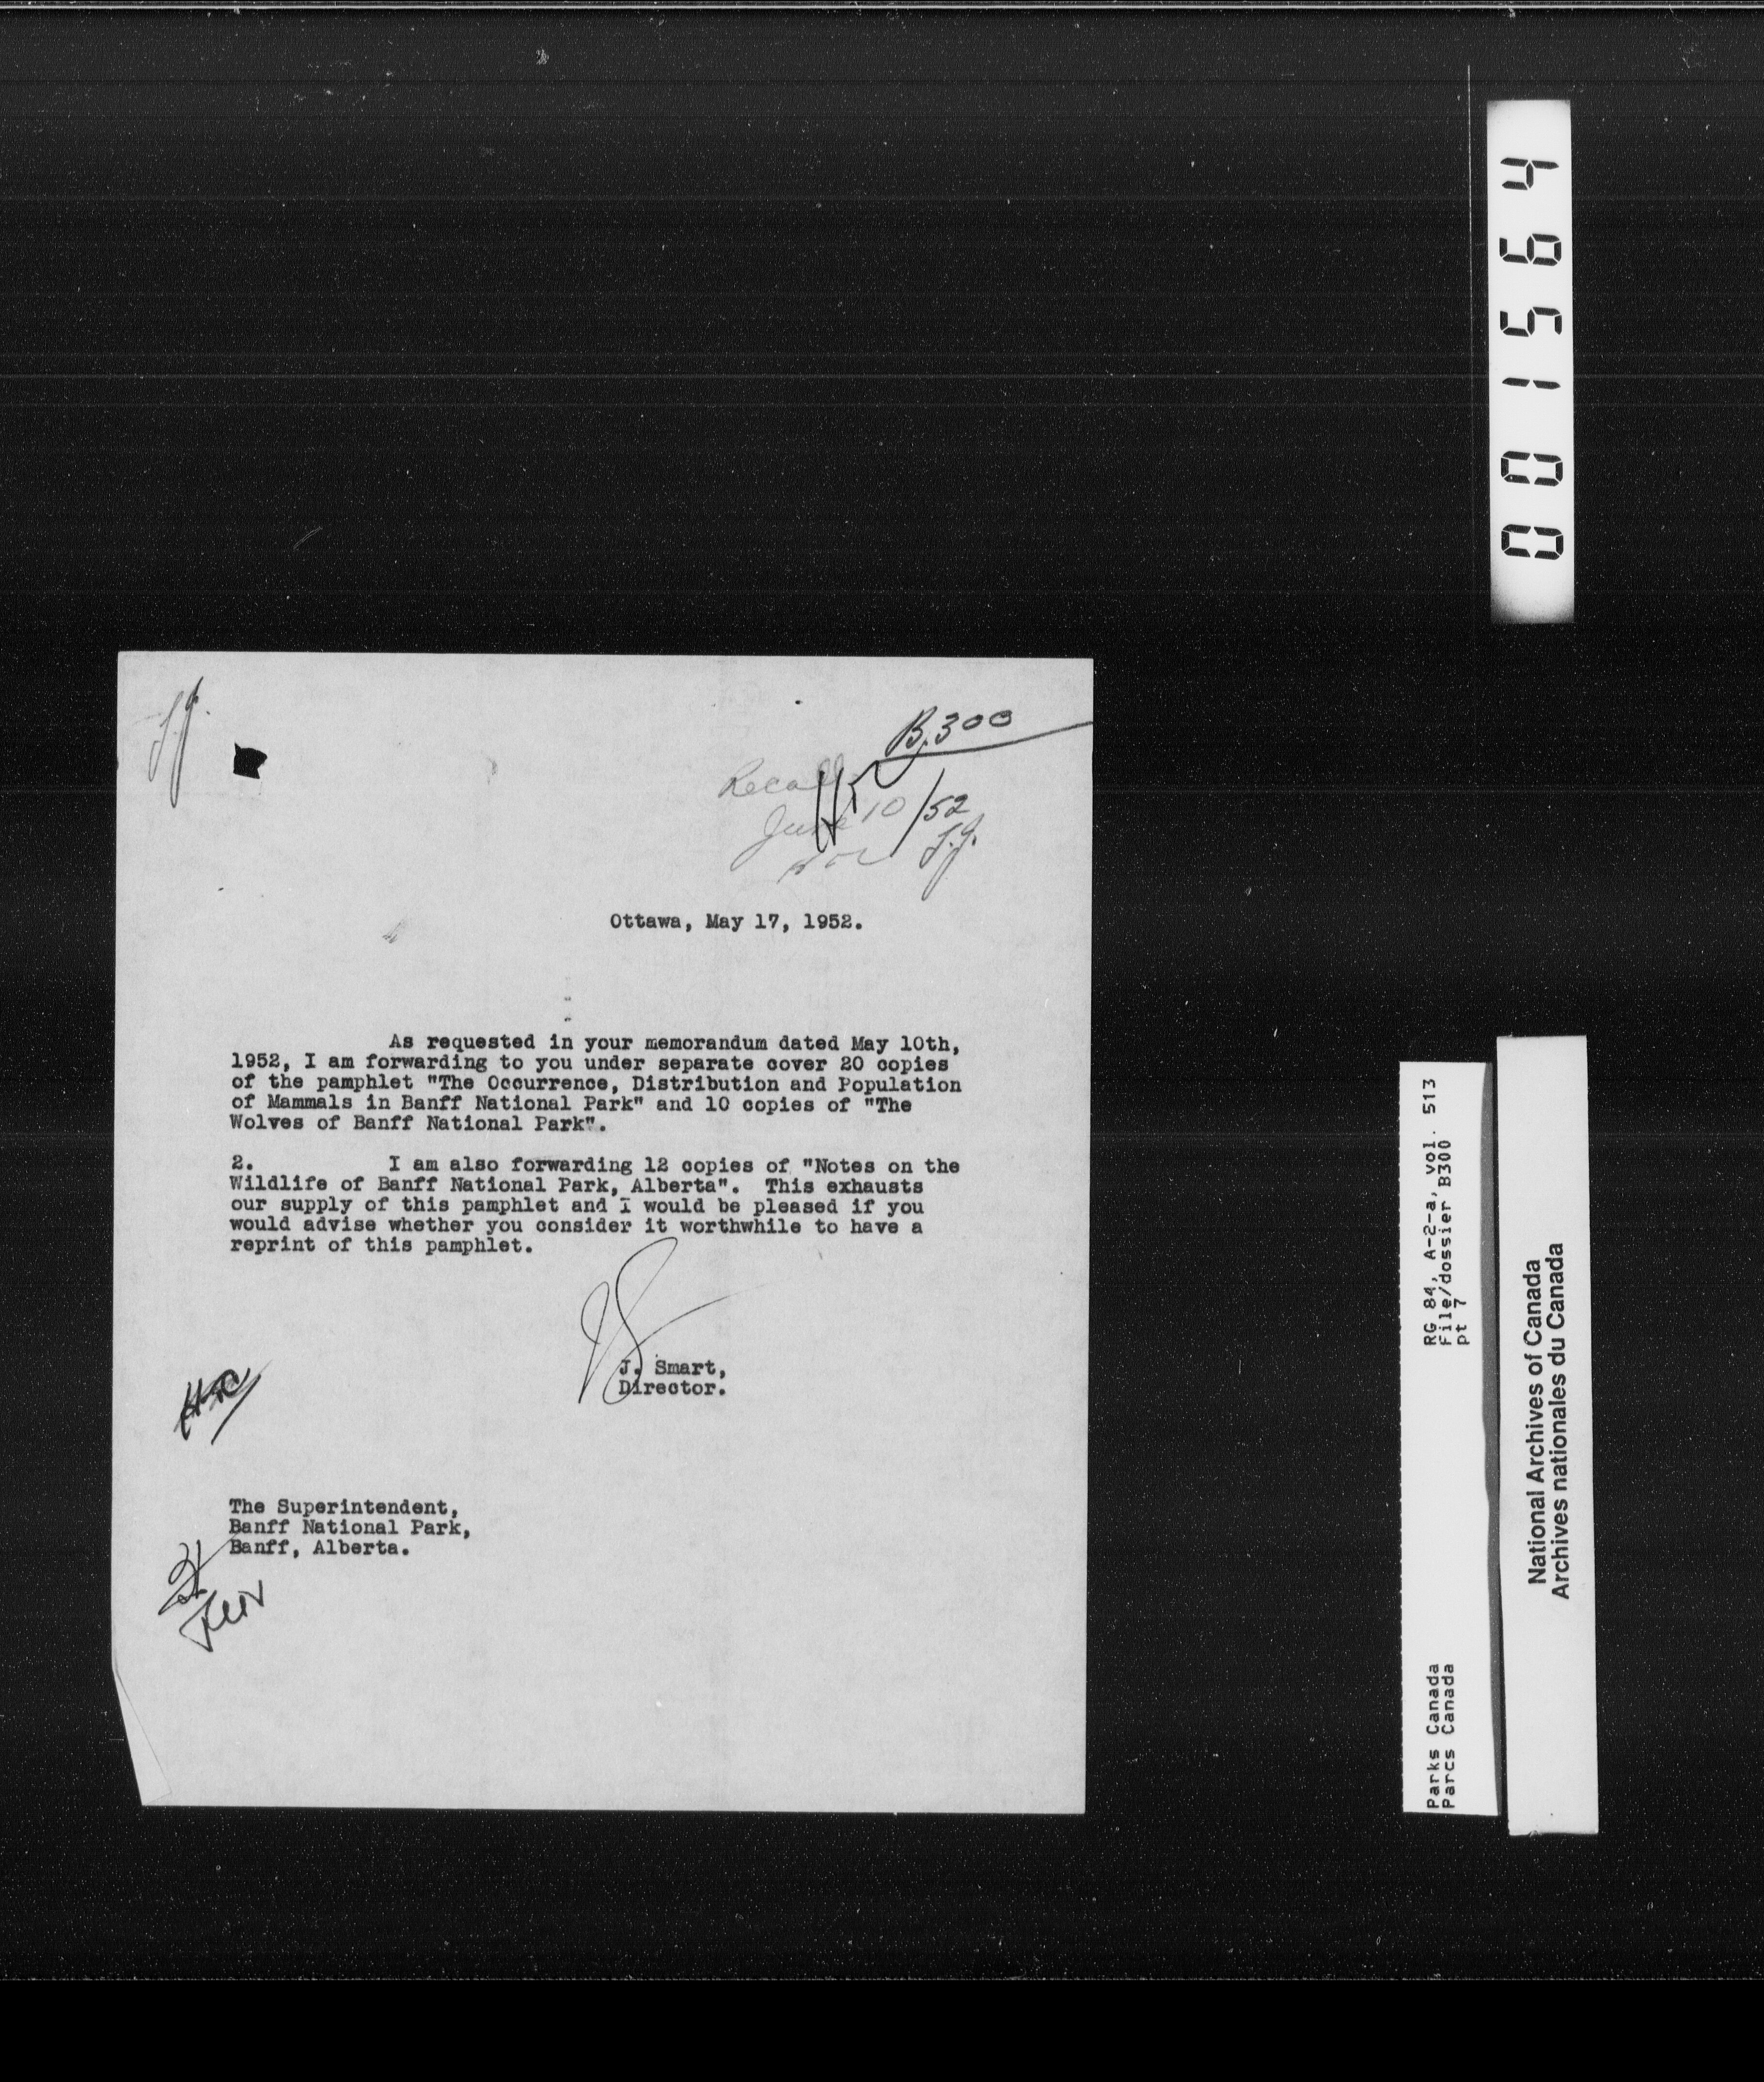 B.300
Recall
June 10/52
J.J.
Ottawa, May 17, 1952.
As requested in your memorandum dated May 10th,
1952, I am forwarding to you under separate cover 20 copies
of the pamphlet "The Occurrence, Distribution and Population
of Mammals in Banff National Park" and 10 copies of "The
Wolves of Banff National Park".
2. I am also forwarding 12 copies of "Notes on the
Wildlife of Banff National Park, Alberta". This exhausts
our supply of this pamphlet and I would be pleased if you
would advise whether you consider it worthwhile to have a
reprint of this pamphlet.
J. Smart,
Director.
The Superintendent,
Banff National Park,
Banff, Alberta.
001564
RG 84, A-2-a, vol. 513
File/dossier B300
pt 7
Parks Canada
Parcs Canada
National Archives of Canada
Archives nationales du Canada